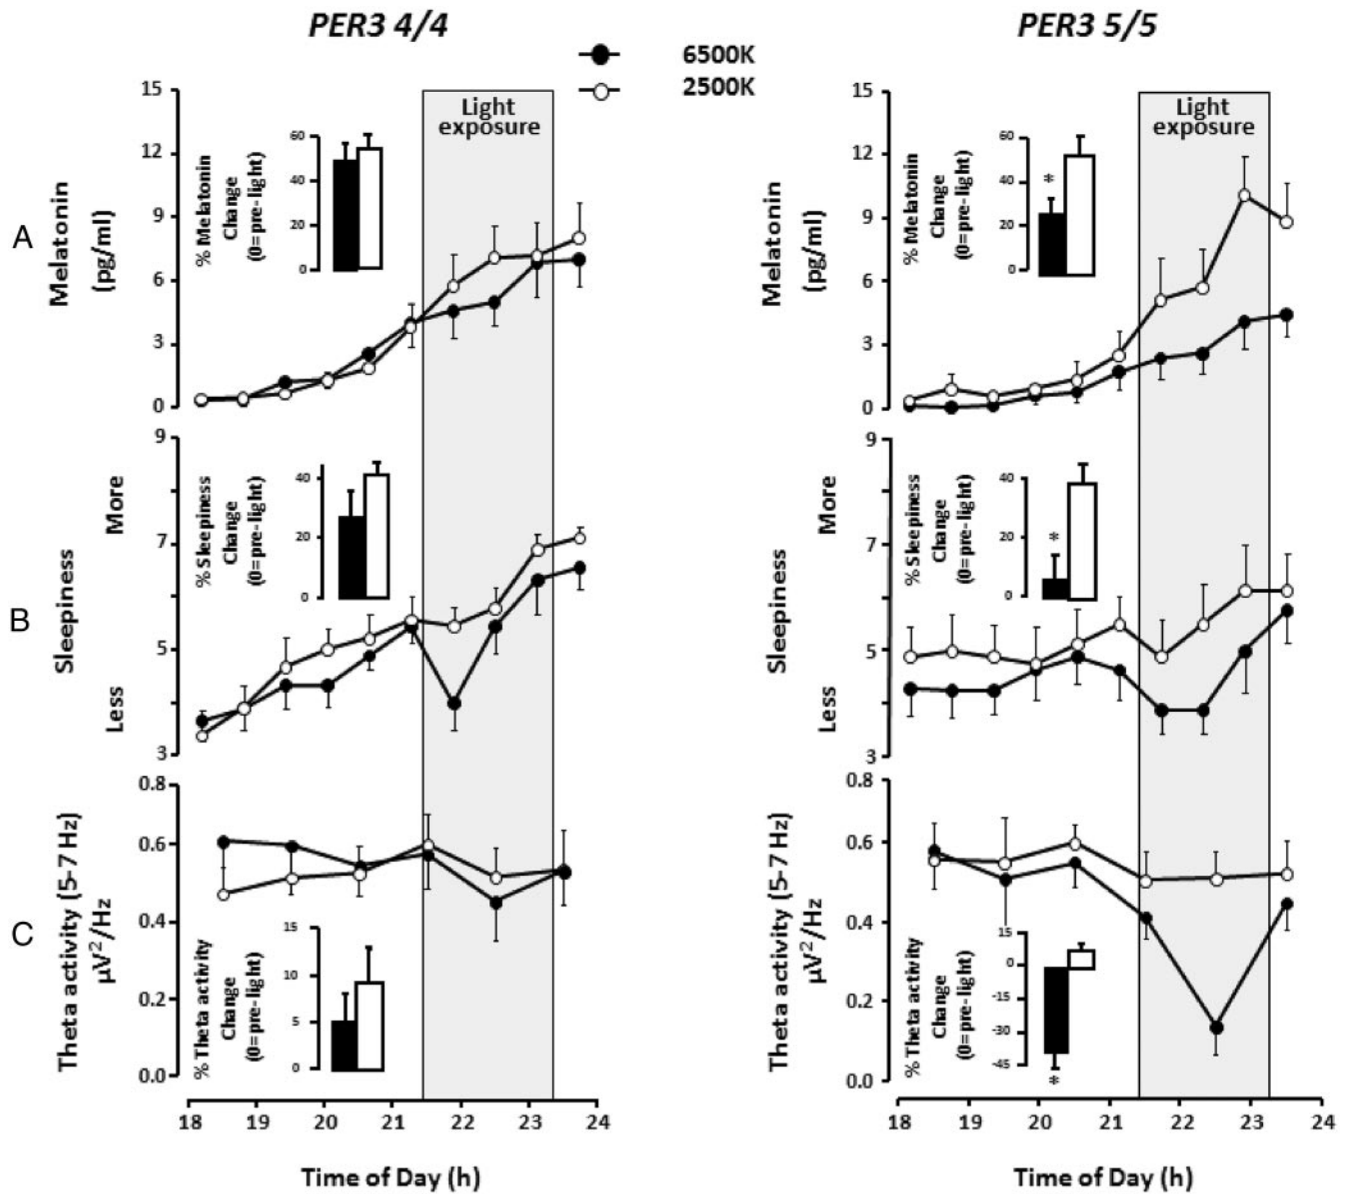 PER3 4/4
PER3 5/5
6500K
2500K
A
Melatonin
(pg/ml)
15
12
9
6
3
0
% Melatonin
Change
(0=pre-light)
60
40
20
0
Light
exposure
Melatonin
(pg/ml)
15
12
9
6
3
0
% Melatonin
Change
(0=pre-light)
60
40
20
0
*
Light
exposure
B
Sleepiness
More
Less
9
7
5
3
% Sleepiness
Change
(0=pre-light)
40
20
0
Sleepiness
More
Less
9
7
5
3
% Sleepiness
Change
(0=pre-light)
40
20
0
*
C
Theta activity (5-7 Hz)
µV²/Hz
0.8
0.6
0.4
0.2
0.0
% Theta activity
Change
(0=pre-light)
15
10
5
0
Theta activity (5-7 Hz)
µV²/Hz
0.8
0.6
0.4
0.2
0.0
% Theta activity
Change
(0=pre-light)
15
0
-15
-30
-45
*
18 19 20 21 22 23 24
Time of Day (h)
18 19 20 21 22 23 24
Time of Day (h)